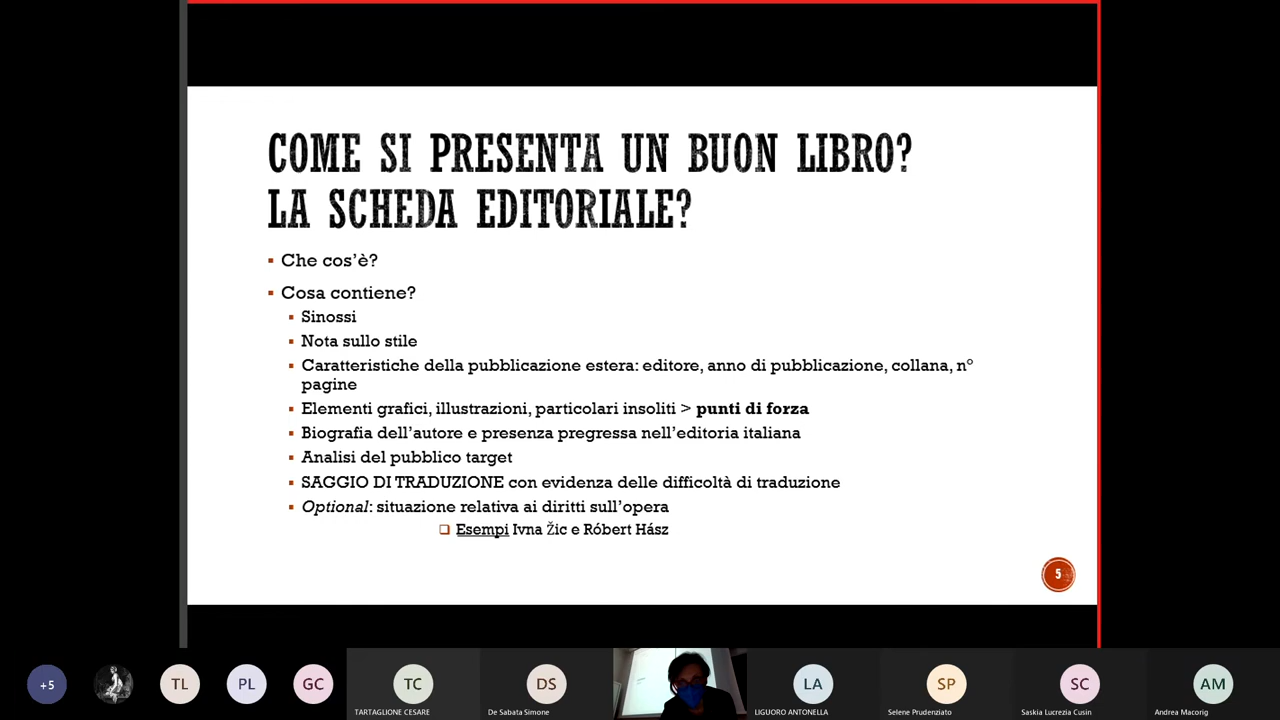 COME SI PRESENTA UN BUON LIBRO?
LA SCHEDA EDITORIALE?
▪ Che cos’è?
▪ Cosa contiene?
▪ Sinossi
▪ Nota sullo stile
▪ Caratteristiche della pubblicazione estera: editore, anno di pubblicazione, collana, n°
pagine
▪ Elementi grafici, illustrazioni, particolari insoliti > punti di forza
▪ Biografia dell’autore e presenza pregressa nell’editoria italiana
▪ Analisi del pubblico target
▪ SAGGIO DI TRADUZIONE con evidenza delle difficoltà di traduzione
▪ Optional: situazione relativa ai diritti sull’opera
❑ Esempi Ivna Žic e Róbert Hász
5
+5
TL
PL
GC
TC
DS
LA
SP
SC
AM
TARTAGLIONE CESARE
De Sabata Simone
LIGUORO ANTONELLA
Selene Prudenziato
Saskia Lucrezia Cusin
Andrea Macorig